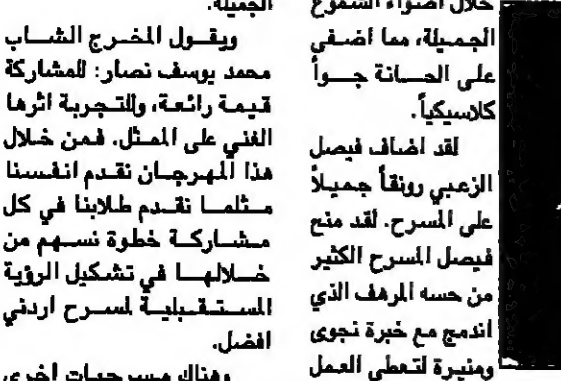 خلال اضواء الشموع
الجميلة، مما اضفى
على الحسانة جواً
كلاسيكياً.
لقد اضاف فيصل
الزعبي رونقاً جميلاً
على المسرح. لقد منح
فيصل المسرح الكثير
من حسه المرهف الذي
اندمج مع خبرة نجوى
ومنيرة لتعطي العمل
الجميلة.
ويقول المخرج الشاب
محمد يوسف نصار: للمشاركة
قيمة رائعة، وللتجربة اثرها
الغني على الممثل. فمن خلال
هذا المهرجان نقدم انفسنا
مثلما نقدم طلابنا في كل
مشاركة خطوة نسهم من
خلالها في تشكيل الرؤية
المستقبلية لمسرح اردني
افضل.
وهناك مسرحيات اخرى